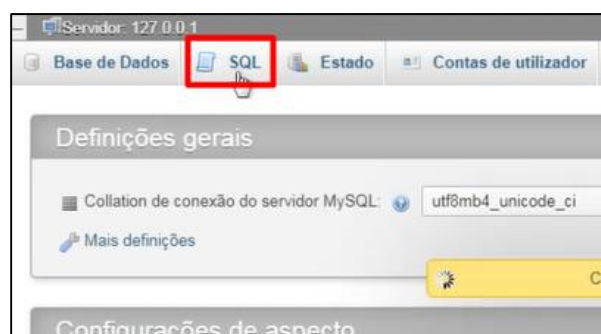 Servidor: 127.0.0.1
Base de Dados SQL Estado Contas de utilizador
Definições gerais
Collation de conexão do servidor MySQL: utf8mb4_unicode_ci
Mais definições
C
Configurações de aspecto